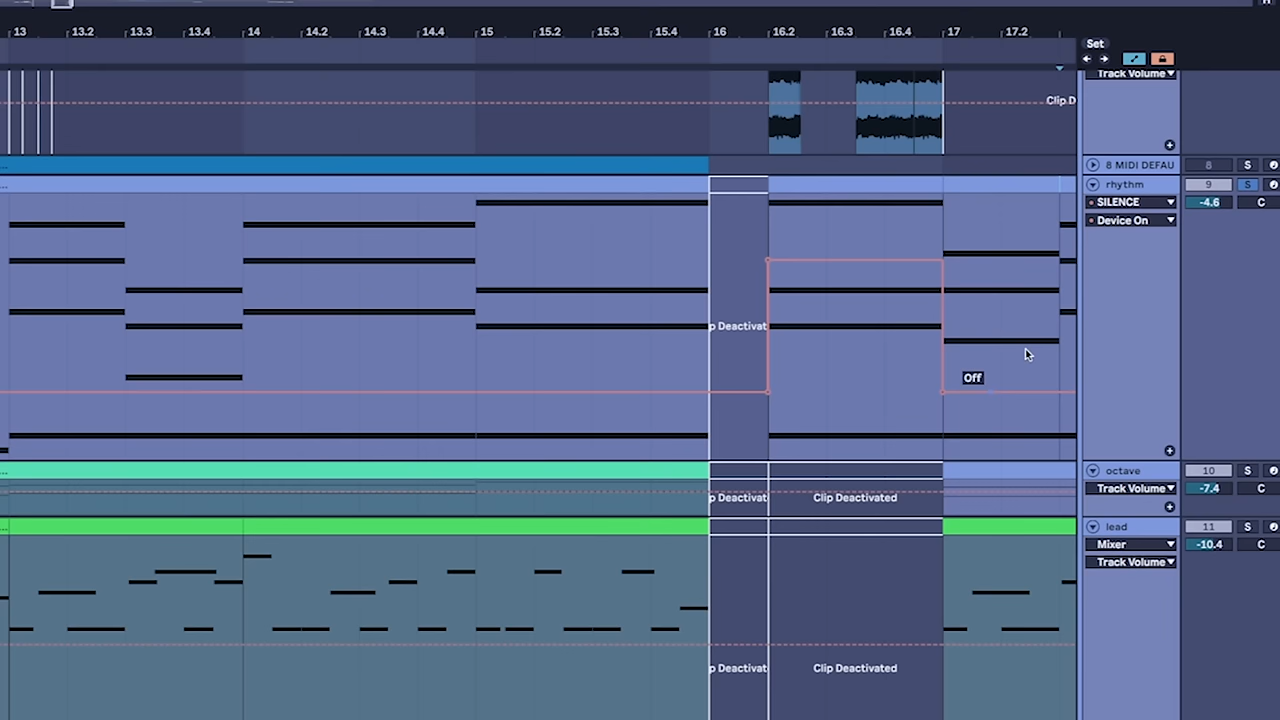 13 13.2 13.3 13.4 14 14.2 14.3 14.4 15 15.2 15.3 15.4 16 16.2 16.3 16.4 17 17.2
Set
Track Volume
Clip D
8 MIDI DEFAU 8 S
rhythm 9 S
SILENCE -4.6 C
Device On
p Deactivat
Off
octave 10 S
p Deactivat Clip Deactivated Track Volume -7.4 C
lead 11 S
Mixer -10.4 C
Track Volume
p Deactivat Clip Deactivated